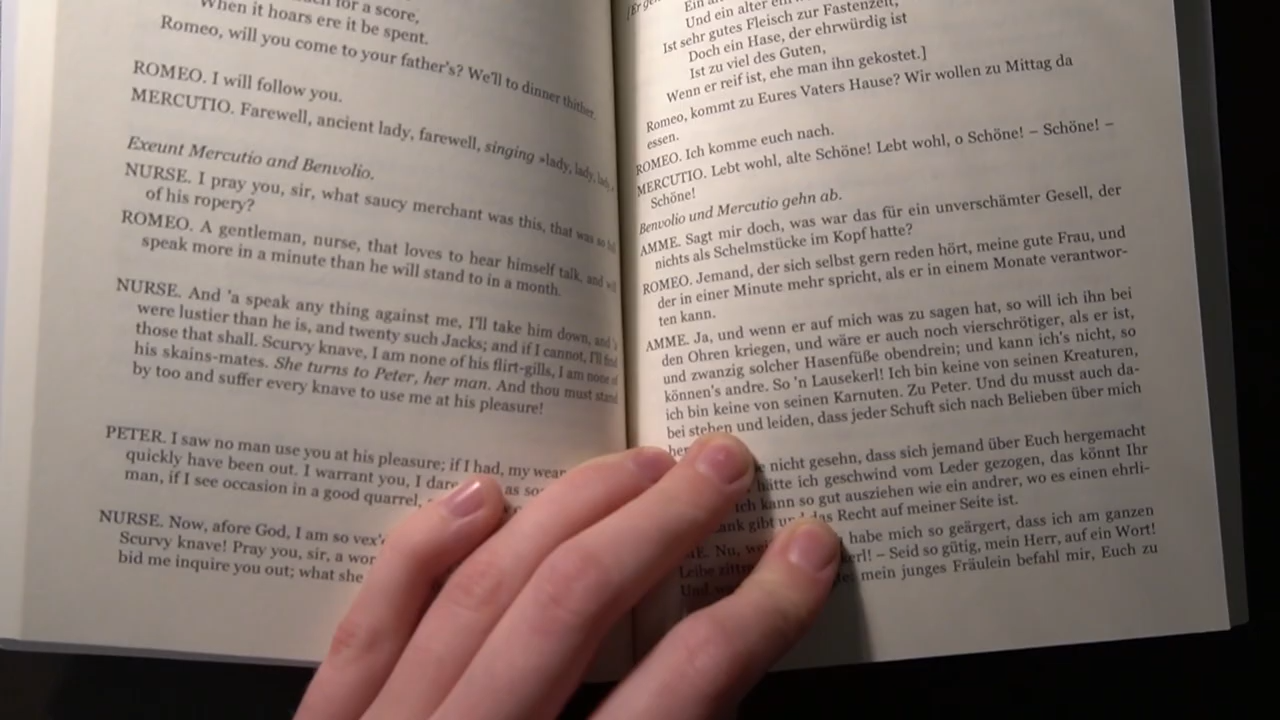 for a score,
When it hoars ere it be spent.
Romeo, will you come to your father's? We'll to dinner thither.
ROMEO. I will follow you.
MERCUTIO. Farewell, ancient lady, farewell, singing »lady, lady, lady.
Exeunt Mercutio and Benvolio.
NURSE. I pray you, sir, what saucy merchant was this, that was so full
of his ropery?
ROMEO. A gentleman, nurse, that loves to hear himself talk, and will
speak more in a minute than he will stand to in a month.
NURSE. And 'a speak any thing against me, I'll take him down, and 'a
were lustier than he is, and twenty such Jacks; and if I cannot, I'll find
those that shall. Scurvy knave, I am none of his flirt-gills, I am none of
his skains-mates. She turns to Peter, her man. And thou must stand
by too and suffer every knave to use me at his pleasure!
PETER. I saw no man use you at his pleasure; if I had, my
quickly have been out. I warrant you, I dare as
man, if I see occasion in a good quarrel,
NURSE. Now, afore God, I am so vex'
Scurvy knave! Pray you, sir, a wor
bid me inquire you out; what she
Ein
Und ein alter
Ist sehr gutes Fleisch zur Fastenzeit,
Doch ein Hase, der ehrwürdig ist
Ist zu viel des Guten,
Wenn er reif ist, ehe man ihn gekostet.]
Romeo, kommt zu Eures Vaters Hause? Wir wollen zu Mittag da
essen.
ROMEO. Ich komme euch nach.
MERCUTIO. Lebt wohl, alte Schöne! Lebt wohl, o Schöne! – Schöne! –
Schöne!
Benvolio und Mercutio gehn ab.
AMME. Sagt mir doch, was war das für ein unverschämter Gesell, der
nichts als Schelmstücke im Kopf hatte?
ROMEO. Jemand, der sich selbst gern reden hört, meine gute Frau, und
der in einer Minute mehr spricht, als er in einem Monate verantwor-
ten kann.
AMME. Ja, und wenn er auf mich was zu sagen hat, so will ich ihn bei
den Ohren kriegen, und wäre er auch noch vierschrötiger, als er ist,
und zwanzig solcher Hasenfüße obendrein; und kann ich's nicht, so
können's andre. So 'n Lausekerl! Ich bin keine von seinen Kreaturen,
ich bin keine von seinen Karnuten. Zu Peter. Und du musst auch da-
bei stehen und leiden, dass jeder Schuft sich nach Belieben über mich
her
nicht gesehn, dass sich jemand über Euch hergemacht
hätte ich geschwind vom Leder gezogen, das könnt Ihr
Ich kann so gut ausziehen wie ein andrer, wo es einen ehrli-
ank gibt und das Recht auf meiner Seite ist.
Nu, habe mich so geärgert, dass ich am ganzen
Leibe kerl! – Seid so gütig, mein Herr, auf ein Wort!
Und mein junges Fräulein befahl mir, Euch zu